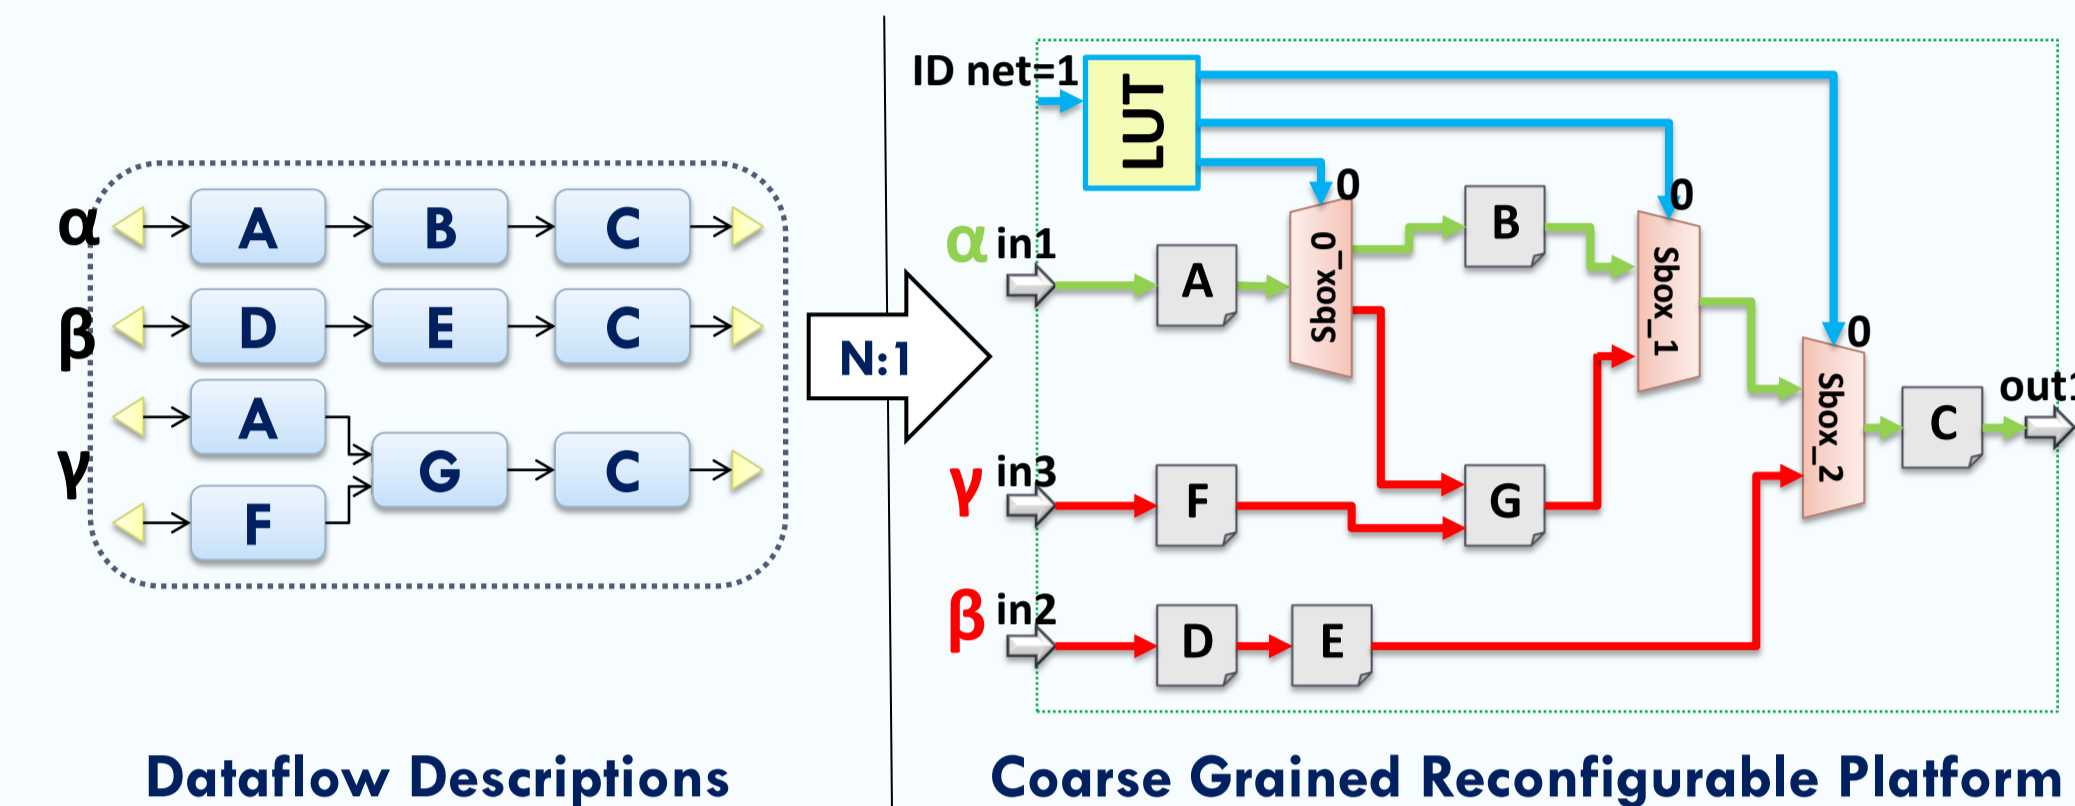 α A B C
β D E C
A
γ G C
F
Dataflow Descriptions
N:1
ID net=1
LUT
0
0
0
α in1
A
Sbox_0
B
Sbox_1
Sbox_2
C
out1
γ in3
F
G
β in2
D
E
Coarse Grained Reconfigurable Platform